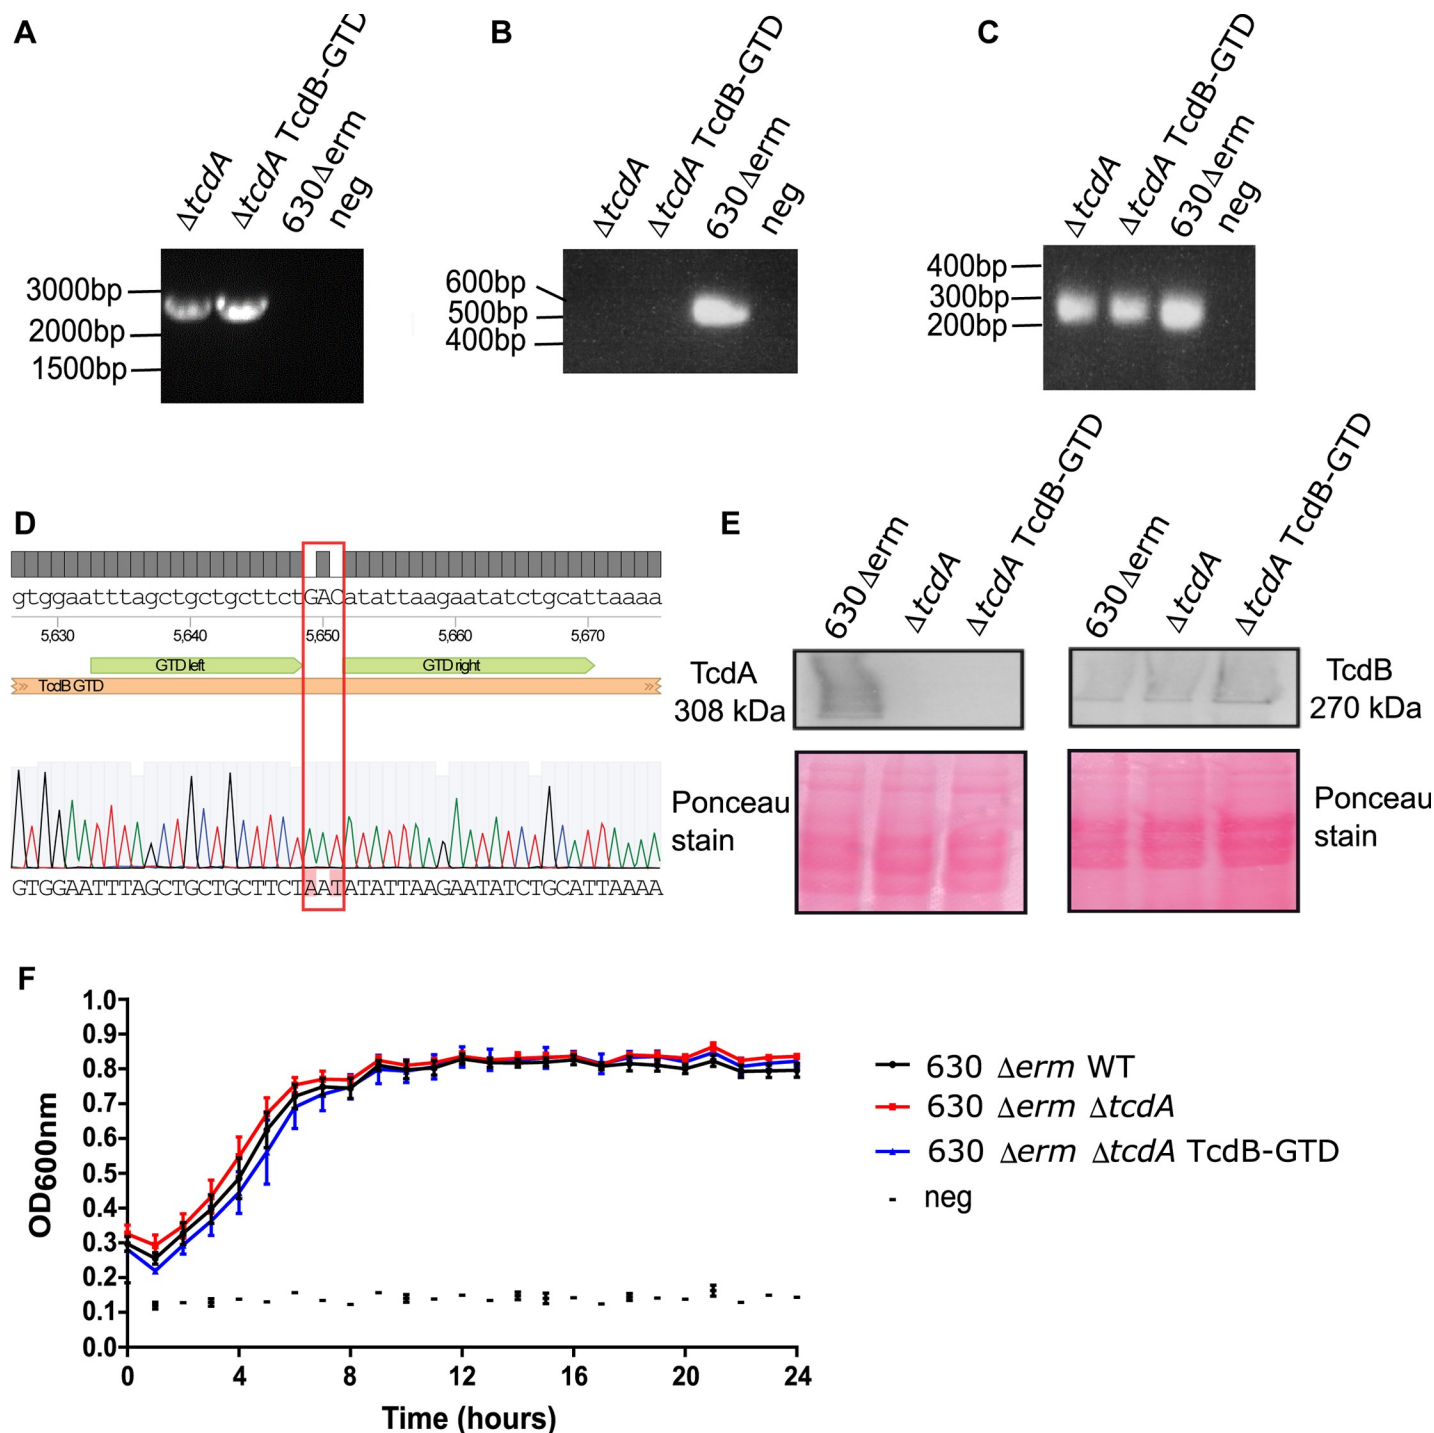 A
ΔtcdA
ΔtcdA TcdB-GTD
630Δerm
neg
3000bp
2000bp
1500bp
B
ΔtcdA
ΔtcdA TcdB-GTD
630Δerm
neg
600bp
500bp
400bp
C
ΔtcdA
ΔtcdA TcdB-GTD
630Δerm
neg
400bp
300bp
200bp
D
gtggaatttagctgctgcttctGACatattaagaatatctgcattaaaa
5,630 5,640 5,650 5,660 5,670
GTD left GTD right
TcdB GTD
GTGGAATTTAGCTGCTGCTTCTAATATATTAAGAATATCTGCATTAAAA
E
630Δerm
ΔtcdA
ΔtcdA TcdB-GTD
630Δerm
ΔtcdA
ΔtcdA TcdB-GTD
TcdA
308 kDa
TcdB
270 kDa
Ponceau
stain
Ponceau
stain
F
1.0
0.9
0.8
0.7
0.6
0.5
0.4
0.3
0.2
0.1
0.0
OD600nm
0 4 8 12 16 20 24
Time (hours)
630 Δerm WT
630 Δerm ΔtcdA
630 Δerm ΔtcdA TcdB-GTD
neg